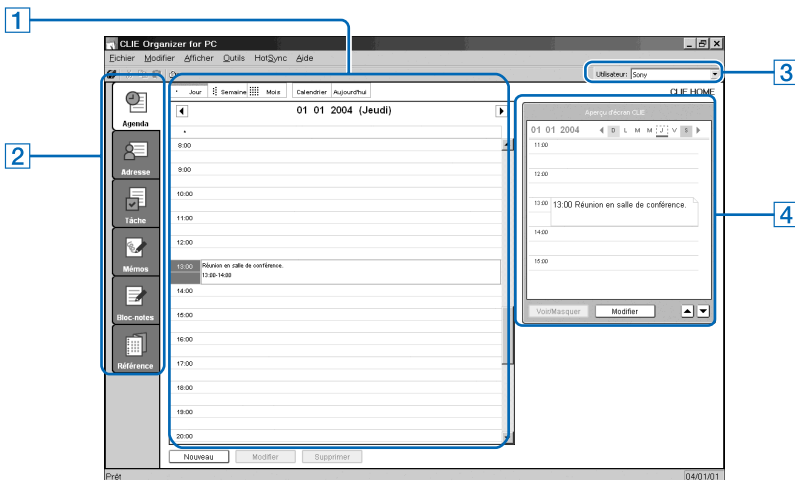 1
CLIE Organizer for PC
Fichier Modifier Afficher Outils HotSync Aide
Utilisateur: Sony
3
Jour Semaine Mois Calendrier Aujourd'hui
CLIE HOME
2
Agenda
Adresse
Tâche
Mémos
Bloc-notes
Référence
01 01 2004 (Jeudi)
8:00
9:00
10:00
11:00
12:00
13:00 Réunion en salle de conférence.
13:00-14:00
14:00
15:00
16:00
17:00
18:00
19:00
20:00
Nouveau Modifier Supprimer
Aperçu d'écran CLIE
01 01 2004 D L M M J V S
11:00
12:00
13:00 13:00 Réunion en salle de conférence.
14:00
15:00
Voir/Masquer Modifier
4
Prêt
04/01/01